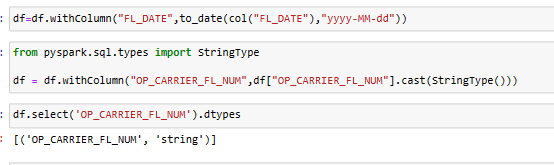 df=df.withColumn("FL_DATE",to_date(col("FL_DATE"),"yyyy-MM-dd"))
from pyspark.sql.types import StringType
df = df.withColumn("OP_CARRIER_FL_NUM",df["OP_CARRIER_FL_NUM"].cast(StringType()))
df.select('OP_CARRIER_FL_NUM').dtypes
[('OP_CARRIER_FL_NUM', 'string')]